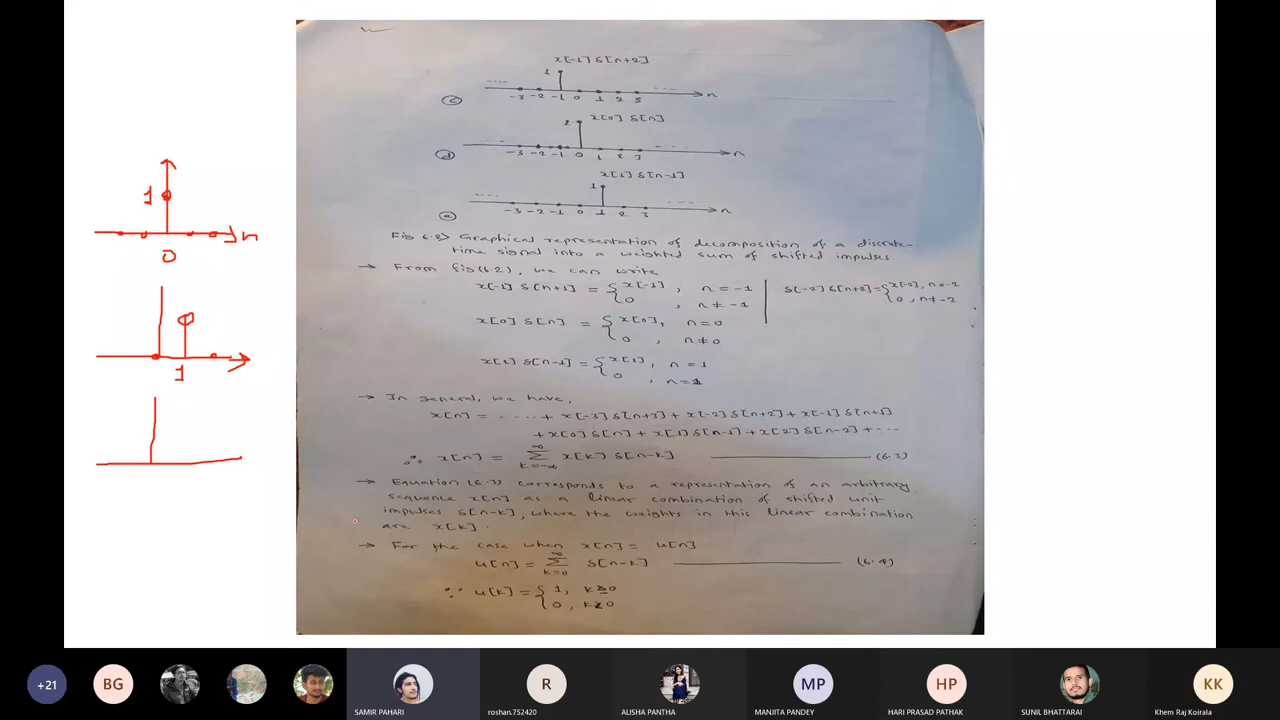 x[-1] δ[n+2]
1
-3 -2 -1 0 1 2 3 n
(c)
2 x[0] δ[n]
-3 -2 -1 0 1 2 3 n
(d)
x[1] δ[n-1]
1
-3 -2 -1 0 1 2 3 n
(e)
Fig 6.2> Graphical representation of decomposition of a discrete-
time signal into a weighted sum of shifted impulses
→ From fig(6.2), we can write
x[-1] δ[n+1] = { x[-1] , n = -1
0 , n ≠ -1
δ[-2] δ[n+2] = { x[-2], n = -2
0 , n ≠ -2
x[0] δ[n] = { x[0], n = 0
0 , n ≠ 0
x[1] δ[n-1] = { x[1] , n = 1
0 , n = 1
→ In general, we have,
x[n] = ..... + x[-3] δ[n+3] + x[-2] δ[n+2] + x[-1] δ[n+1]
+ x[0] δ[n] + x[1] δ[n-1] + x[2] δ[n-2] + ...
∴ x[n] = ∑ k=-∞ ∞ x[k] δ[n-k] (6.3)
→ Equation (6.3) corresponds to a representation of an arbitrary
sequence x[n] as a linear combination of shifted unit
impulses δ[n-k], where the weights in this linear combination
are x[k].
→ For the case when x[n] = u[n]
u[n] = ∑ k=0 ∞ δ[n-k] (6.4)
∵ u[k] = { 1, k ≥ 0
0 , k < 0
1
n
0
1
+21
BG
SAMIR PAHARI
R
roshan.752420
ALISHA PANTHA
MP
MANJITA PANDEY
HP
HARI PRASAD PATHAK
SUNIL BHATTARAI
KK
Khem Raj Koirala